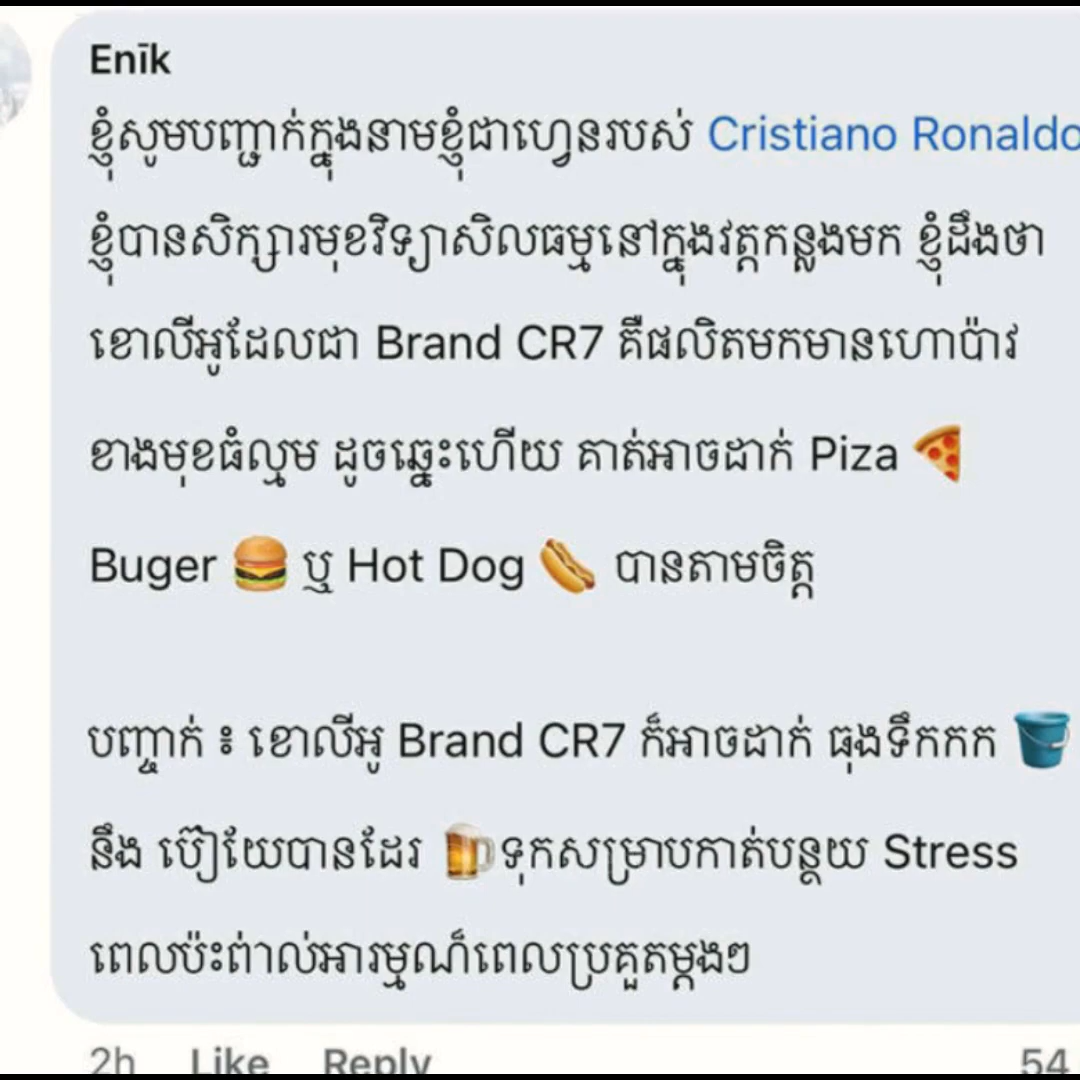 Enīk
ខ្ញុំសូមបញ្ជាក់ក្នុងនាមខ្ញុំជាហ្វេនរបស់ Cristiano Ronaldo
ខ្ញុំបានសិក្សារមុខវិទ្យាសិលធម្មនៅក្នុងវត្តកន្លងមក ខ្ញុំដឹងថា
ខោលីអូដែលជា Brand CR7 គឺផលិតមកមានហោប៉ាវ
ខាងមុខធំល្មម ដូចឆ្នេះហើយ គាត់អាចដាក់ Piza 🍕
Buger 🍔 ឬ Hot Dog 🌭 បានតាមចិត្ត
បញ្ចាក់ ៖ ខោលីអូ Brand CR7 ក៏អាចដាក់ ធុងទឹកកក 🪣
នឹង ប៊ៀយែបានដែរ 🍺ទុកសម្រាបកាត់បន្ថយ Stress
ពេលប៉ះព់ាល់អារម្មណ៏ពេលប្រគួតម្តងៗ
2h Like Reply 54